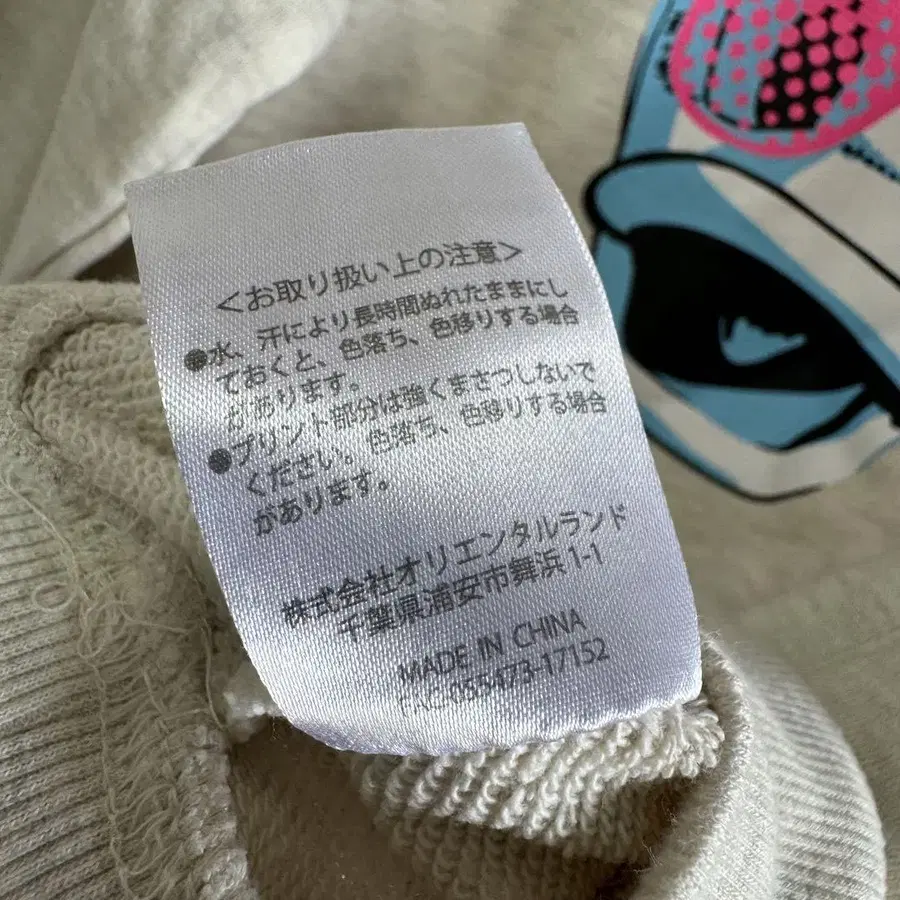 ＜お取り扱い上の注意＞
●水、汗により長時間ぬれたままにし
ておくと、色落ち、色移りする場合
があります。
●プリント部分は強くまさつしないで
ください。色落ち、色移りする場合
があります。
株式会社オリエンタルランド
千葉県浦安市舞浜1-1
MADE IN CHINA
FAC:055473-17152